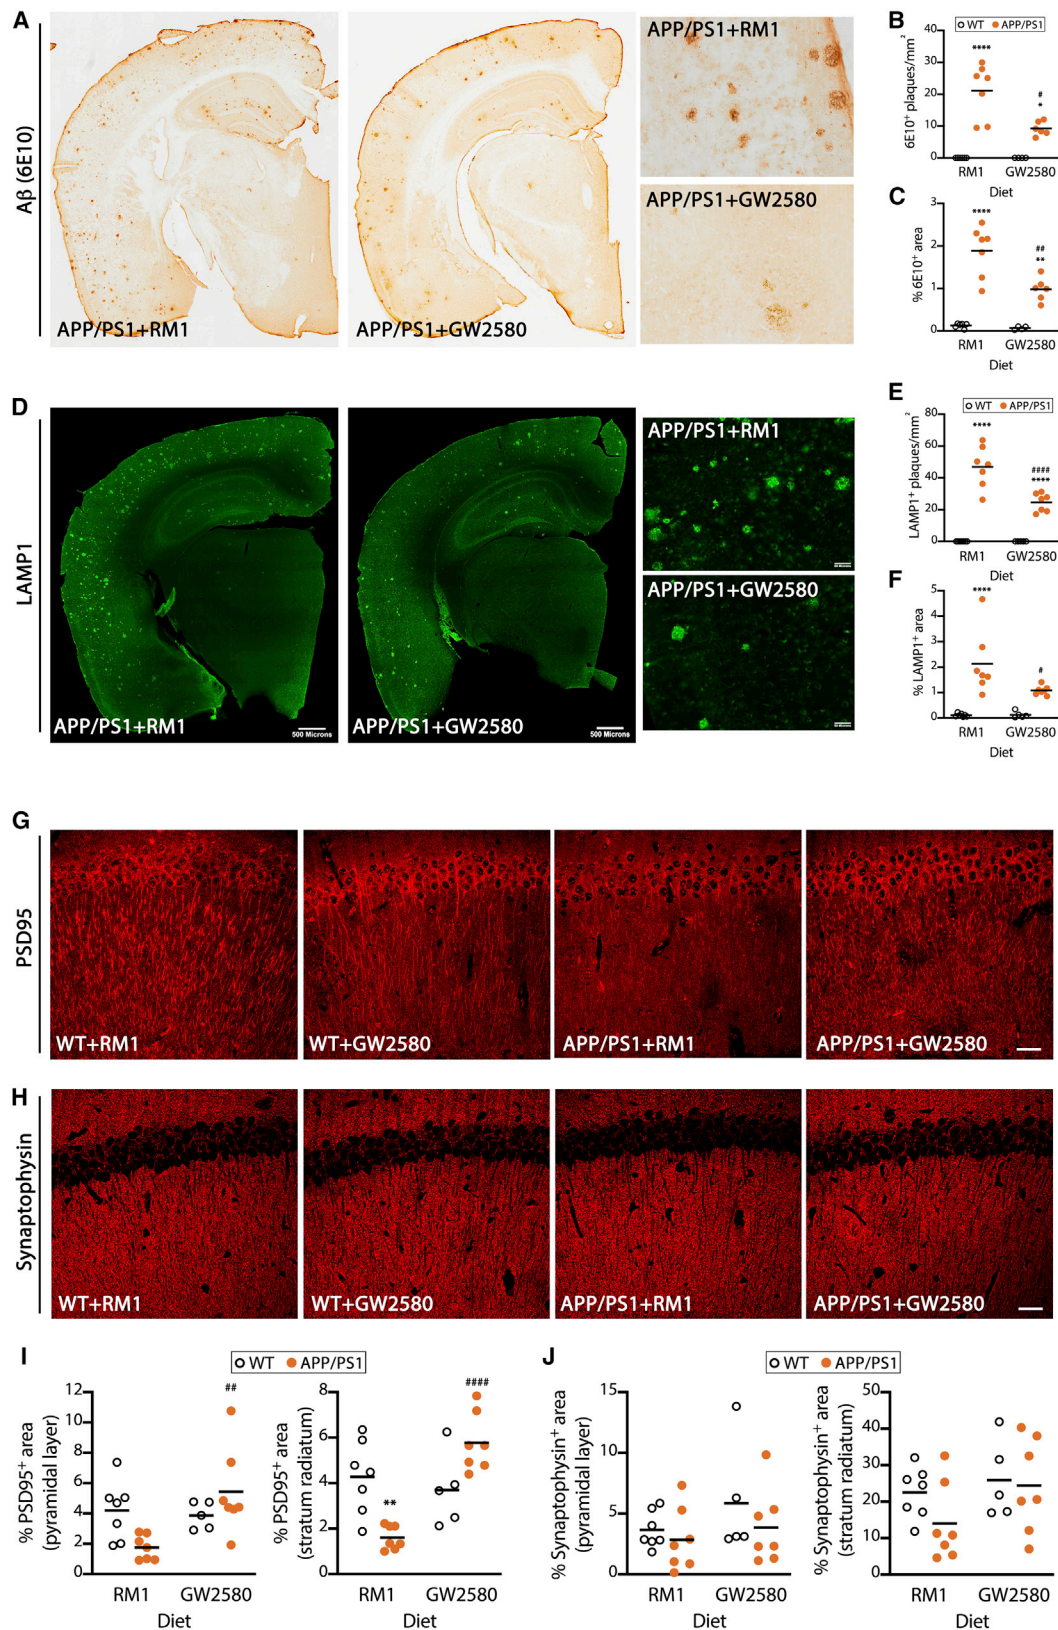 A
Aβ (6E10)
APP/PS1+RM1
APP/PS1+GW2580
APP/PS1+RM1
APP/PS1+GW2580
B
WT APP/PS1
6E10⁺ plaques/mm²
40
30
20
10
0
****
#
*
RM1 GW2580
Diet
C
% 6E10⁺ area
3
2
1
0
****
##
**
RM1 GW2580
Diet
D
LAMP1
APP/PS1+RM1
500 Microns
APP/PS1+GW2580
500 Microns
APP/PS1+RM1
APP/PS1+GW2580
E
WT APP/PS1
LAMP1⁺ plaques/mm²
80
60
40
20
0
****
####
****
RM1 GW2580
Diet
F
% LAMP1⁺ area
5
4
3
2
1
0
****
#
RM1 GW2580
Diet
G
PSD95
WT+RM1
WT+GW2580
APP/PS1+RM1
APP/PS1+GW2580
H
Synaptophysin
WT+RM1
WT+GW2580
APP/PS1+RM1
APP/PS1+GW2580
I
WT APP/PS1
% PSD95⁺ area
(pyramidal layer)
12
10
8
6
4
2
0
##
RM1 GW2580
Diet
% PSD95⁺ area
(stratum radiatum)
8
6
4
2
0
**
####
RM1 GW2580
Diet
J
WT APP/PS1
% Synaptophysin⁺ area
(pyramidal layer)
15
10
5
0
RM1 GW2580
Diet
% Synaptophysin⁺ area
(stratum radiatum)
50
40
30
20
10
0
RM1 GW2580
Diet